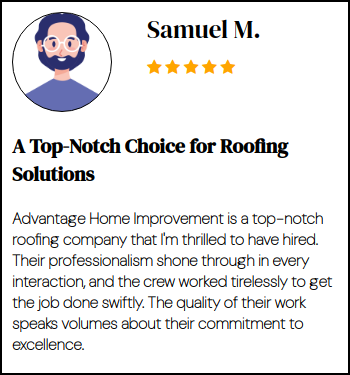 Samuel M.
A Top-Notch Choice for Roofing
Solutions
Advantage Home Improvement is a top-notch
roofing company that I'm thrilled to have hired.
Their professionalism shone through in every
interaction, and the crew worked tirelessly to get
the job done swiftly. The quality of their work
speaks volumes about their commitment to
excellence.